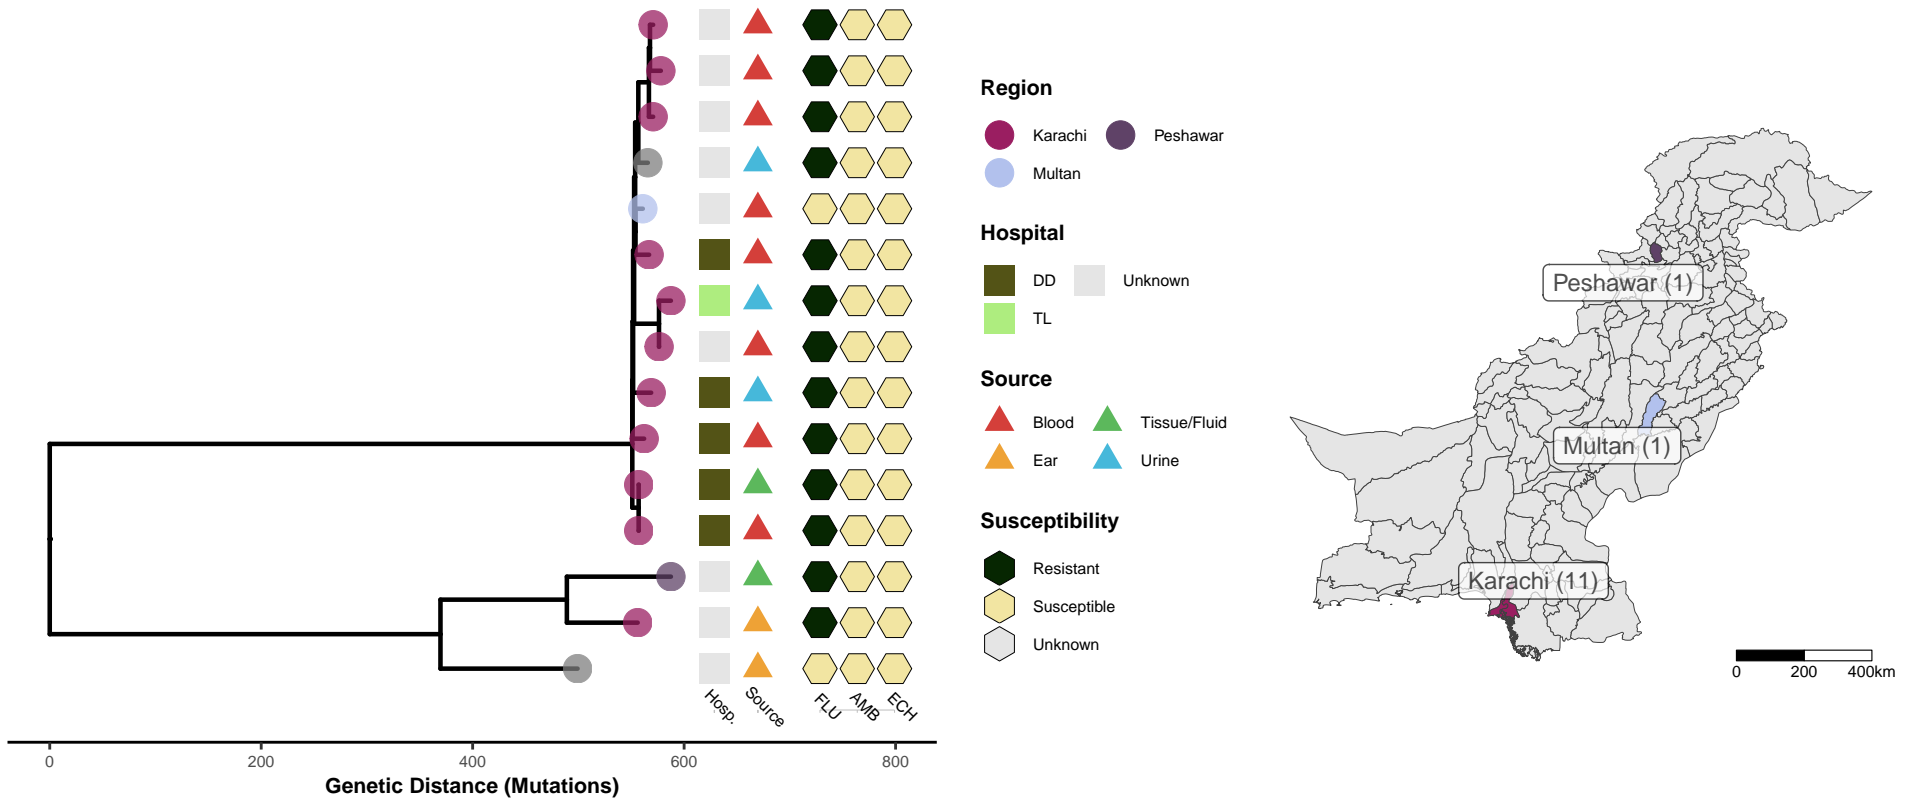 Hosp.
Source
FLU
AMB
ECH
0
200
400
600
800
Genetic Distance (Mutations)
Region
Karachi
Peshawar
Multan
Hospital
DD
Unknown
TL
Source
Blood
Tissue/Fluid
Ear
Urine
Susceptibility
Resistant
Susceptible
Unknown
Peshawar (1)
Multan (1)
Karachi (11)
0
200
400km